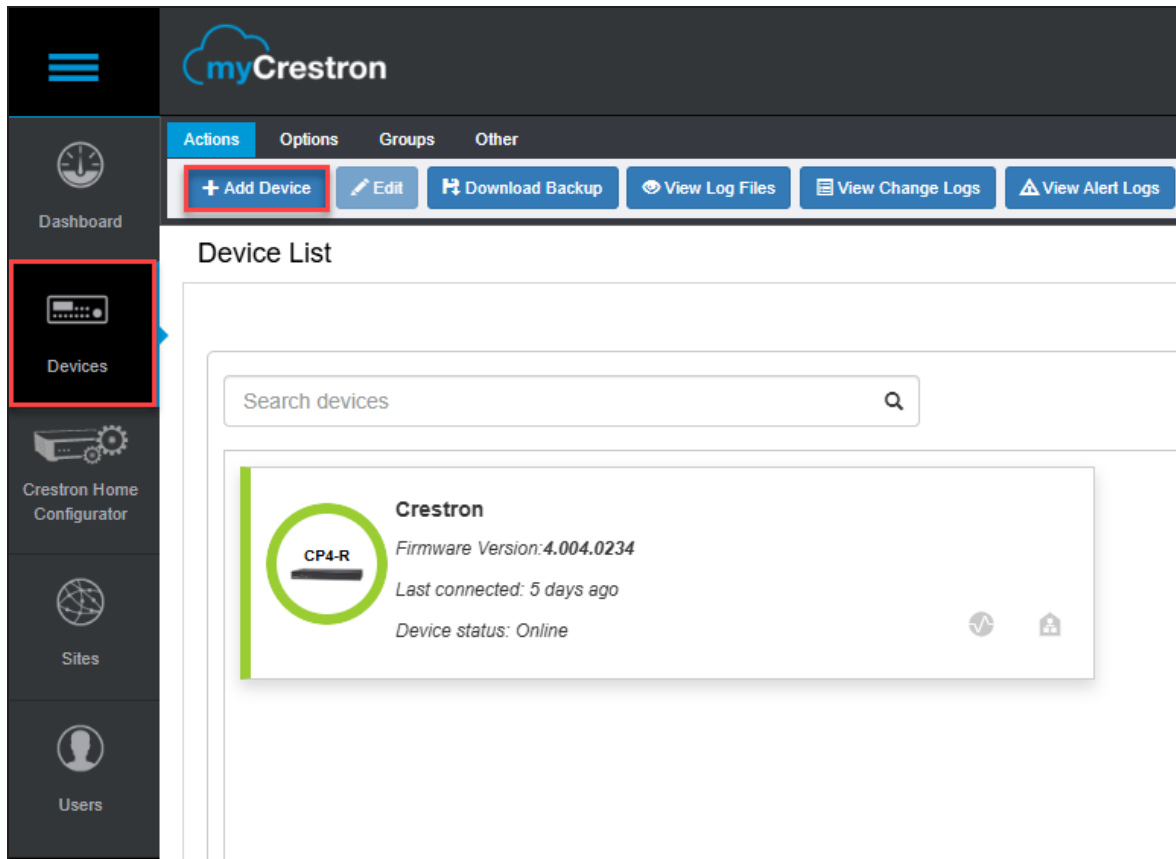 myCrestron
Actions Options Groups Other
Add Device Edit Download Backup View Log Files View Change Logs View Alert Logs
Dashboard
Devices
Crestron Home
Configurator
Sites
Users
Device List
Search devices
CP4-R
Crestron
Firmware Version:4.004.0234
Last connected: 5 days ago
Device status: Online